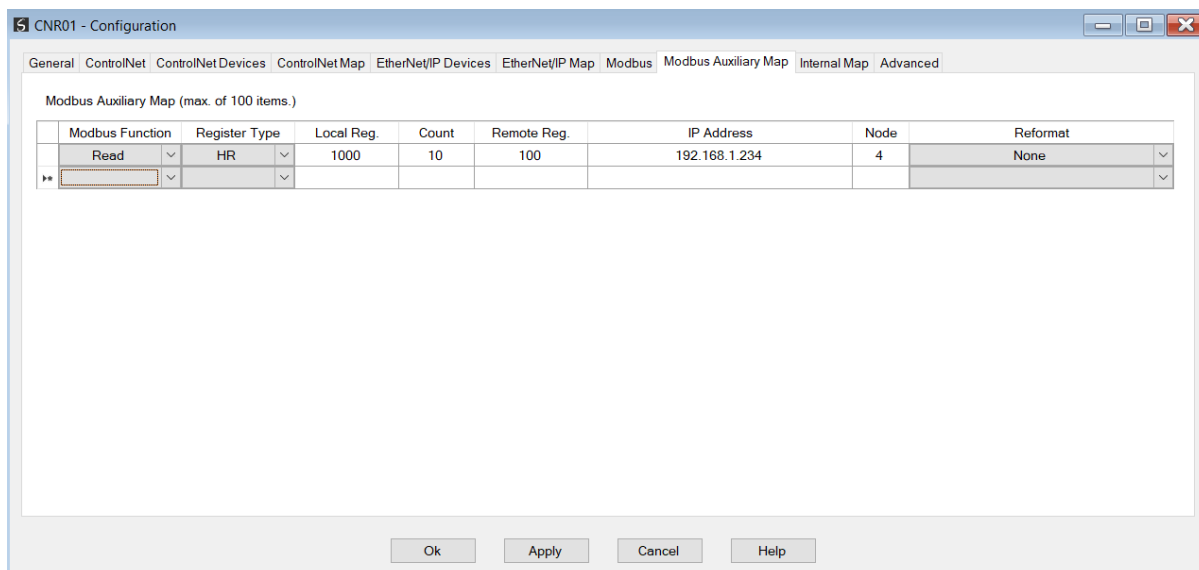 CNR01 - Configuration
General ControlNet ControlNet Devices ControlNet Map EtherNet/IP Devices EtherNet/IP Map Modbus Modbus Auxiliary Map Internal Map Advanced
Modbus Auxiliary Map (max. of 100 items.)
Modbus Function Register Type Local Reg. Count Remote Reg. IP Address Node Reformat
Read HR 1000 10 100 192.168.1.234 4 None
Ok Apply Cancel Help